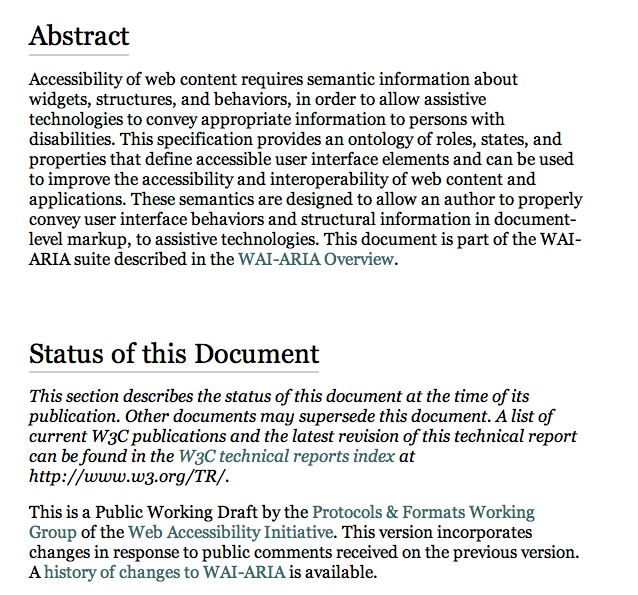 Abstract
Accessibility of web content requires semantic information about
widgets, structures, and behaviors, in order to allow assistive
technologies to convey appropriate information to persons with
disabilities. This specification provides an ontology of roles, states, and
properties that define accessible user interface elements and can be used
to improve the accessibility and interoperability of web content and
applications. These semantics are designed to allow an author to properly
convey user interface behaviors and structural information in document-
level markup, to assistive technologies. This document is part of the WAI-
ARIA suite described in the WAI-ARIA Overview.
Status of this Document
This section describes the status of this document at the time of its
publication. Other documents may supersede this document. A list of
current W3C publications and the latest revision of this technical report
can be found in the W3C technical reports index at
http://www.w3.org/TR/.
This is a Public Working Draft by the Protocols & Formats Working
Group of the Web Accessibility Initiative. This version incorporates
changes in response to public comments received on the previous version.
A history of changes to WAI-ARIA is available.